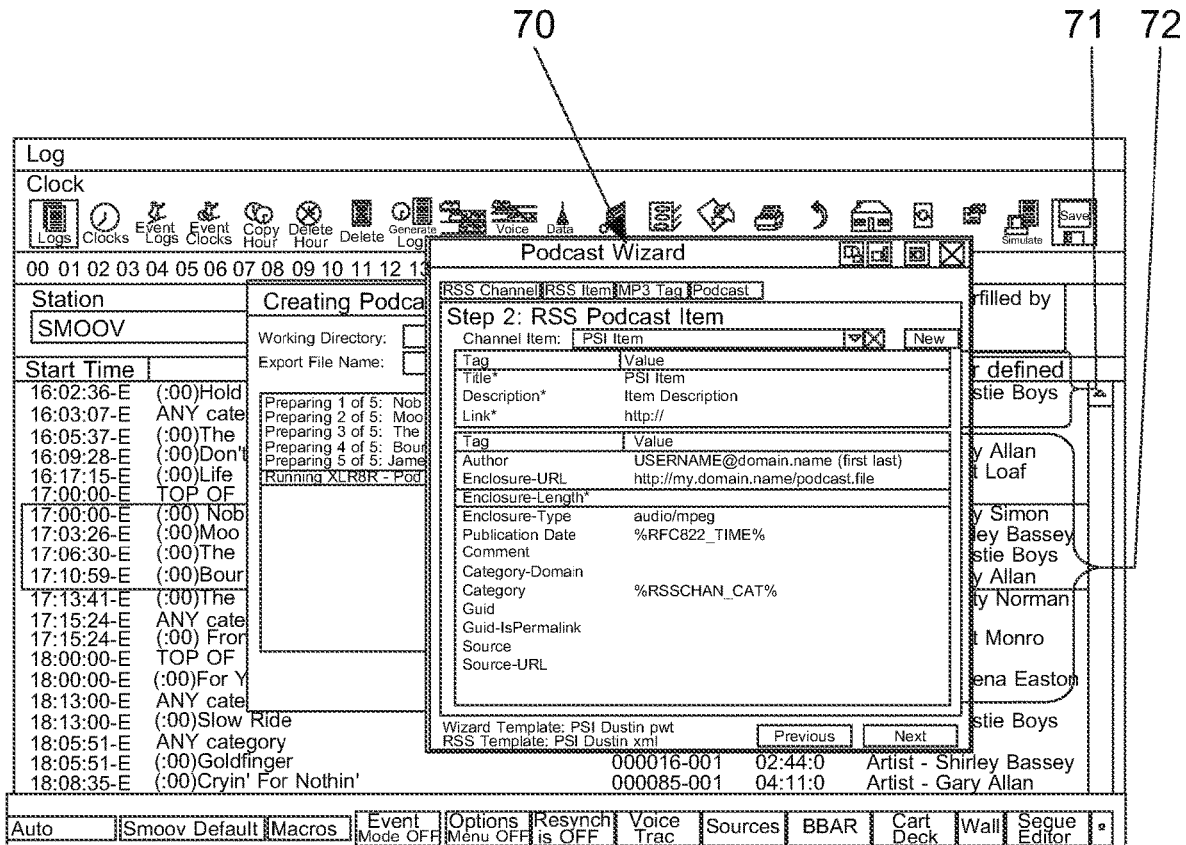 70 71 72
Log
Clock
Logs Clocks Event Logs Event Clocks Copy Hour Delete Hour Delete Generate Log Voice Data Simulate Save
00 01 02 03 04 05 06 07 08 09 10 11 12 13
Station
SMOOV
rfilled by
Start Time
r defined
16:02:36-E (:00)Hold stie Boys
16:03:07-E ANY cate
16:05:37-E (:00)The y Allan
16:09:28-E (:00)Don't t Loaf
16:17:15-E (:00)Life
17:00:00-E TOP OF
17:00:00-E (:00) Nob y Simon
17:03:26-E (:00)Moo ley Bassey
17:06:30-E (:00)The stie Boys
17:10:59-E (:00)Bour y Allan
17:13:41-E (:00)The ty Norman
17:15:24-E ANY cate
17:15:24-E (:00) Fror t Monro
18:00:00-E TOP OF
18:00:00-E (:00)For Y ena Easton
18:13:00-E ANY cate
18:13:00-E (:00)Slow Ride stie Boys
18:05:51-E ANY category
18:05:51-E (:00)Goldfinger 000016-001 02:44:0 Artist - Shirley Bassey
18:08:35-E (:00)Cryin' For Nothin' 000085-001 04:11:0 Artist - Gary Allan
Creating Podca
Working Directory:
Export File Name:
Preparing 1 of 5: Nob
Preparing 2 of 5: Moo
Preparing 3 of 5: The
Preparing 4 of 5: Bour
Preparing 5 of 5: Jame
Running XLR8R - Pod
Podcast Wizard
RSS Channel RSS Item MP3 Tag Podcast
Step 2: RSS Podcast Item
Channel Item: PSI Item New
Tag Value
Title* PSI Item
Description* Item Description
Link* http://
Tag Value
Author USERNAME@domain.name (first last)
Enclosure-URL http://my.domain.name/podcast.file
Enclosure-Length*
Enclosure-Type audio/mpeg
Publication Date %RFC822_TIME%
Comment
Category-Domain
Category %RSSCHAN_CAT%
Guid
Guid-IsPermalink
Source
Source-URL
Wizard Template: PSI Dustin pwt
RSS Template: PSI Dustin xml
Previous Next
Auto Smoov Default Macros Event Mode OFF Options Menu OFF Resynch is OFF Voice Trac Sources BBAR Cart Deck Wall Segue Editor